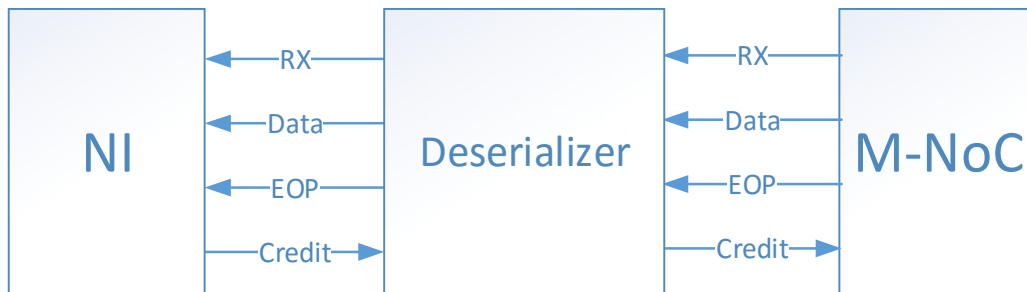 NI
RX
Data
EOP
Credit
Deserializer
RX
Data
EOP
Credit
M-NoC